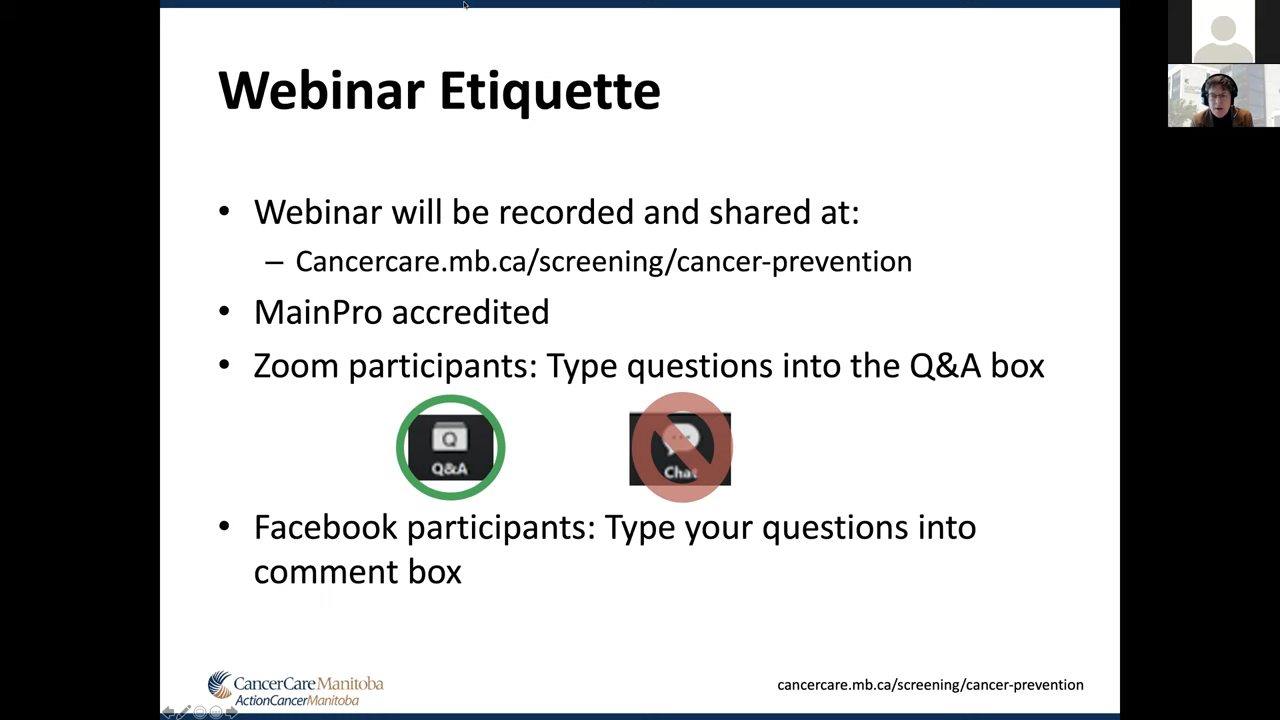 Webinar Etiquette
• Webinar will be recorded and shared at:
– Cancercare.mb.ca/screening/cancer-prevention
• MainPro accredited
• Zoom participants: Type questions into the Q&A box
Q
Q&A
Chat
• Facebook participants: Type your questions into
comment box
CancerCare Manitoba
ActionCancerManitoba
cancercare.mb.ca/screening/cancer-prevention